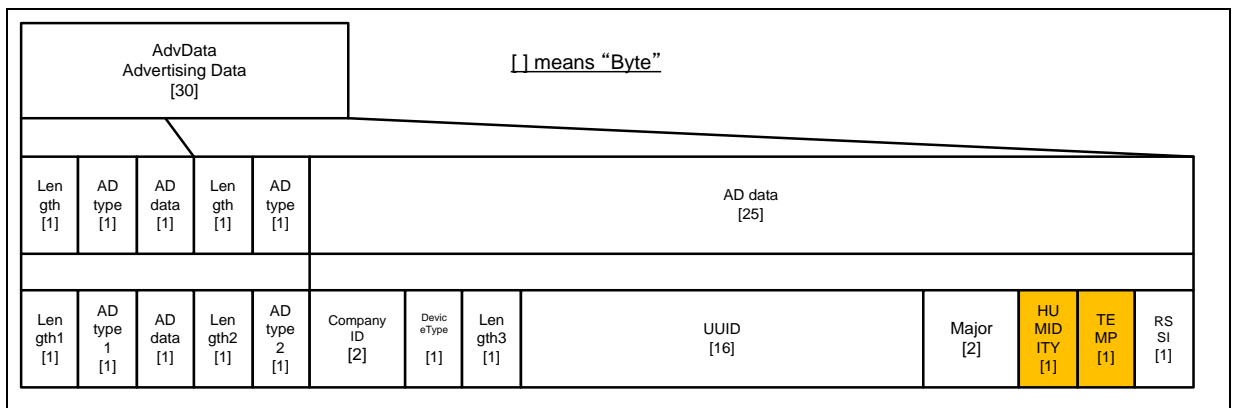 AdvData
Advertising Data
[30]
[ ] means “Byte”
Len
gth
[1]
AD
type
[1]
AD
data
[1]
Len
gth
[1]
AD
type
[1]
AD data
[25]
Len
gth1
[1]
AD
type
1
[1]
AD
data
[1]
Len
gth2
[1]
AD
type
2
[1]
Company
ID
[2]
Devic
eType
[1]
Len
gth3
[1]
UUID
[16]
Major
[2]
HU
MID
ITY
[1]
TE
MP
[1]
RS
SI
[1]